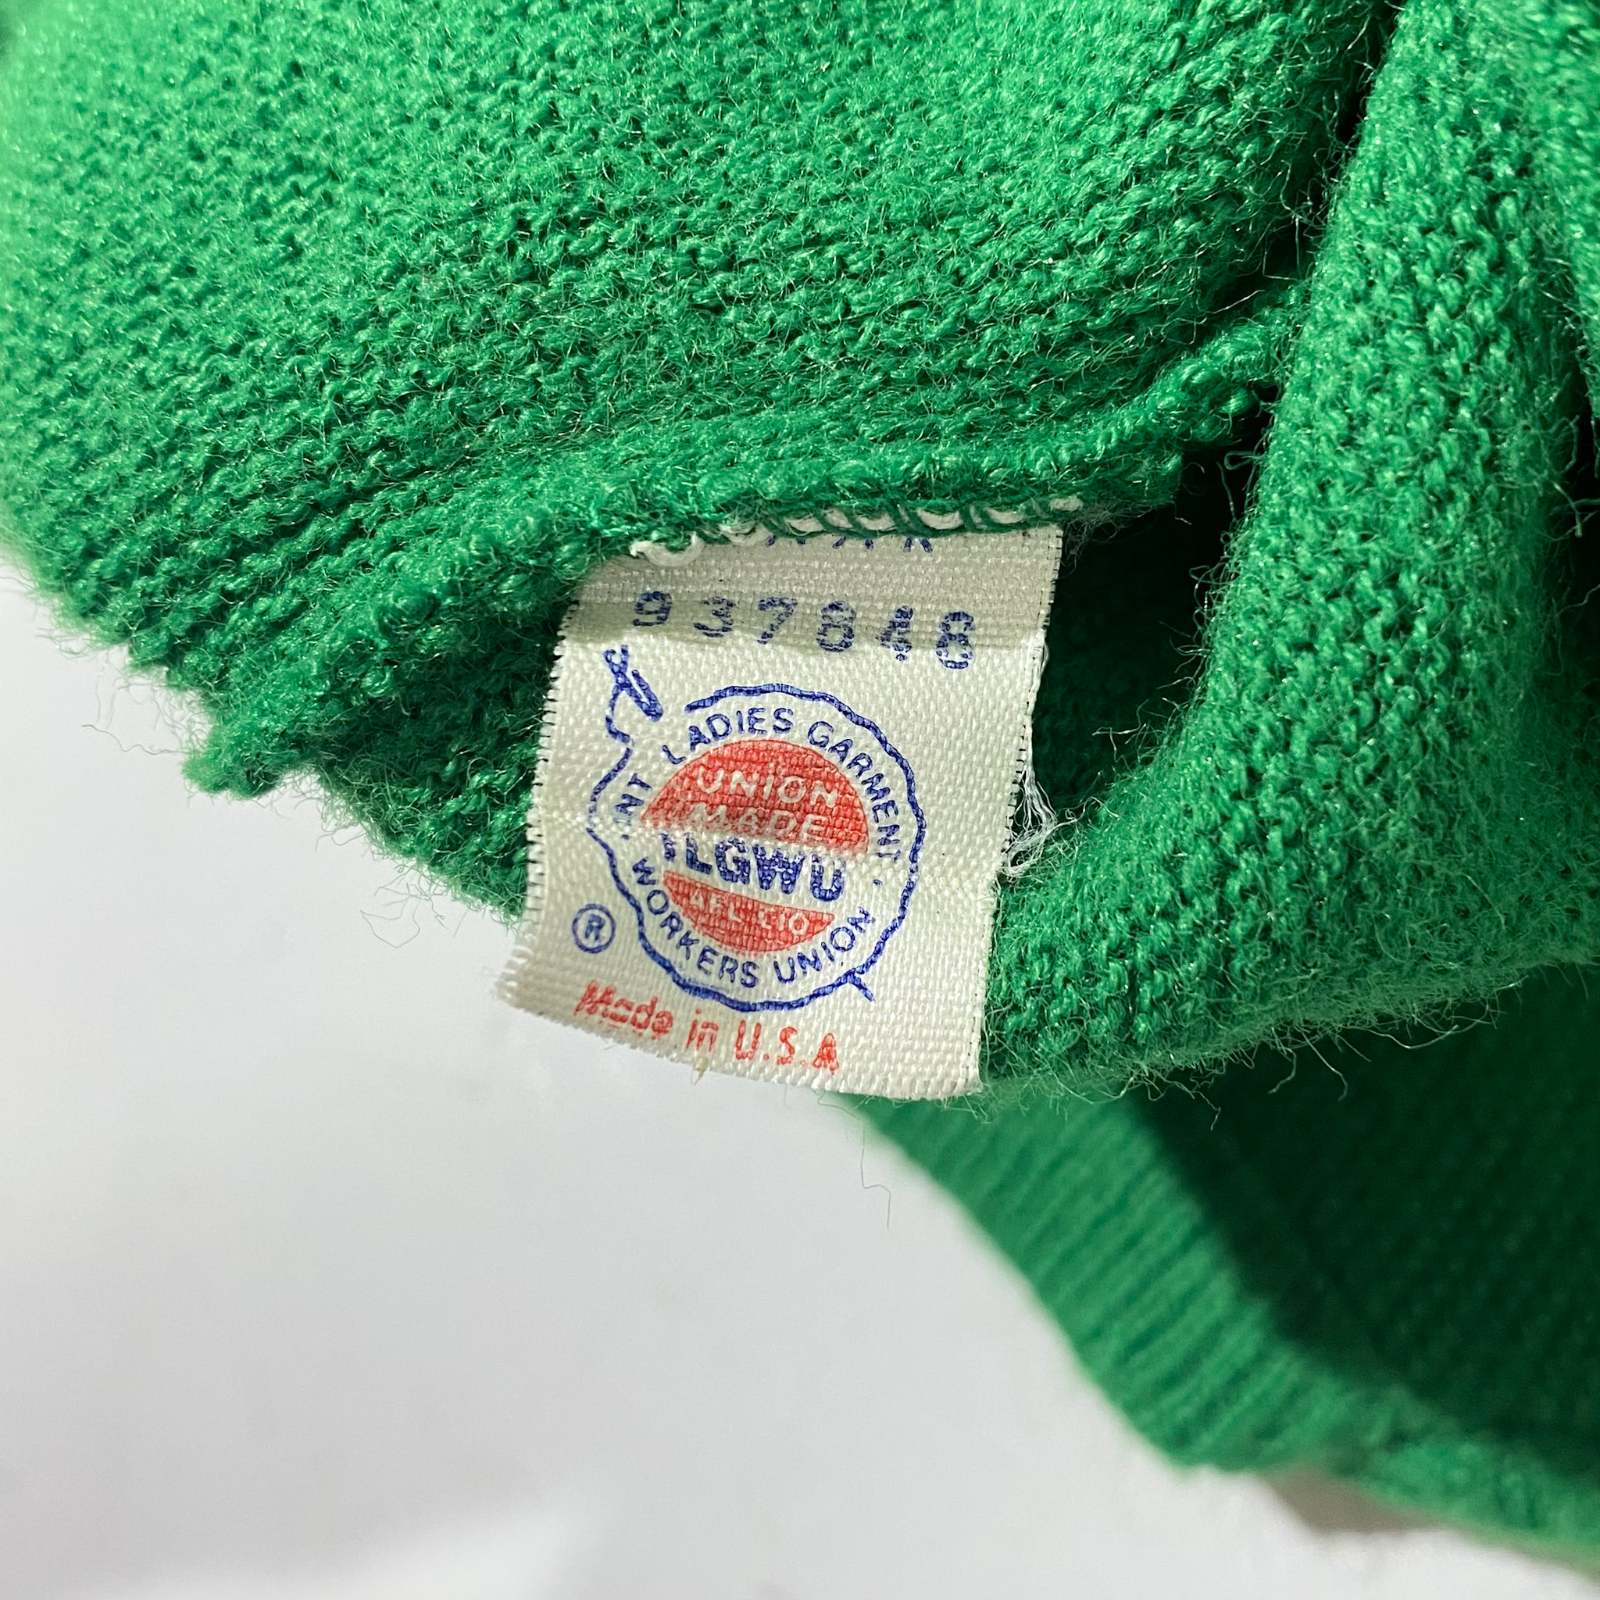 937848
INT LADIES GARMENT
UNION
MADE
ILGWU
AFL CIO
WORKERS UNION
®
Made in U.S.A